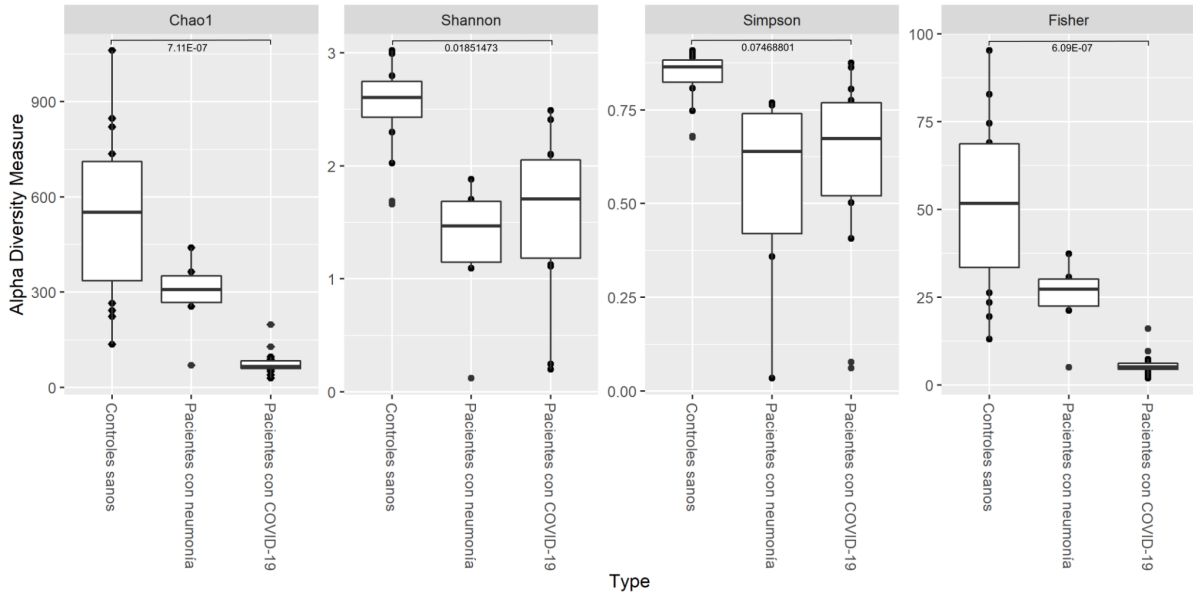 Chao1
Shannon
Simpson
Fisher
7.11E-07
0.01851473
0.07468801
6.09E-07
Alpha Diversity Measure
900
600
300
0
3
2
1
0
0.75
0.50
0.25
0.00
100
75
50
25
0
Controles sanos
Pacientes con neumonía
Pacientes con COVID-19
Controles sanos
Pacientes con neumonía
Pacientes con COVID-19
Controles sanos
Pacientes con neumonía
Pacientes con COVID-19
Controles sanos
Pacientes con neumonía
Pacientes con COVID-19
Type